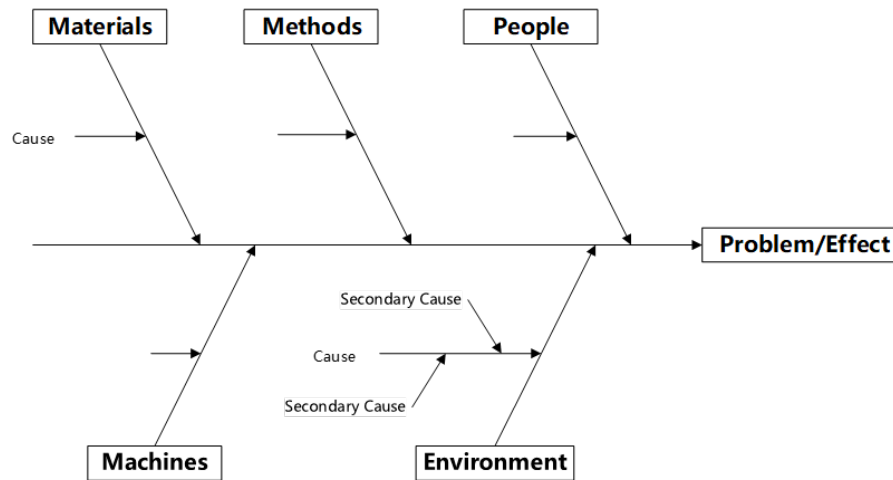 Materials
Methods
People
Cause
Problem/Effect
Secondary Cause
Cause
Secondary Cause
Machines
Environment